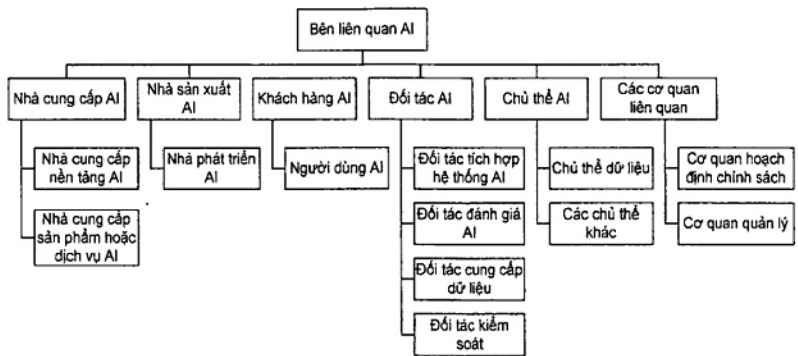 Bên liên quan AI
Nhà cung cấp AI
Nhà sản xuất
AI
Khách hàng AI
Đối tác AI
Chủ thể AI
Các cơ quan
liên quan
Nhà cung cấp
nền tảng AI
Nhà cung cấp
sản phẩm hoặc
dịch vụ AI
Nhà phát triển
AI
Người dùng AI
Đối tác tích hợp
hệ thống AI
Đối tác đánh giá
AI
Đối tác cung cấp
dữ liệu
Đối tác kiểm
soát
Chủ thể dữ liệu
Các chủ thể
khác
Cơ quan hoạch
định chính sách
Cơ quan quản lý